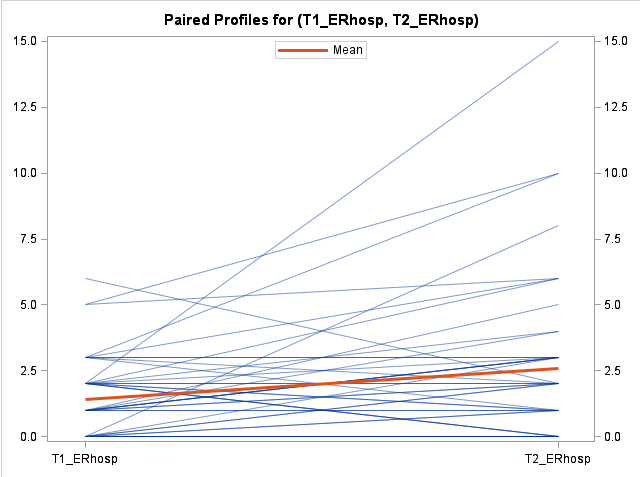 Paired Profiles for (T1_ERhosp, T2_ERhosp)
Mean
15.0 15.0
12.5 12.5
10.0 10.0
7.5 7.5
5.0 5.0
2.5 2.5
0.0 0.0
T1_ERhosp T2_ERhosp